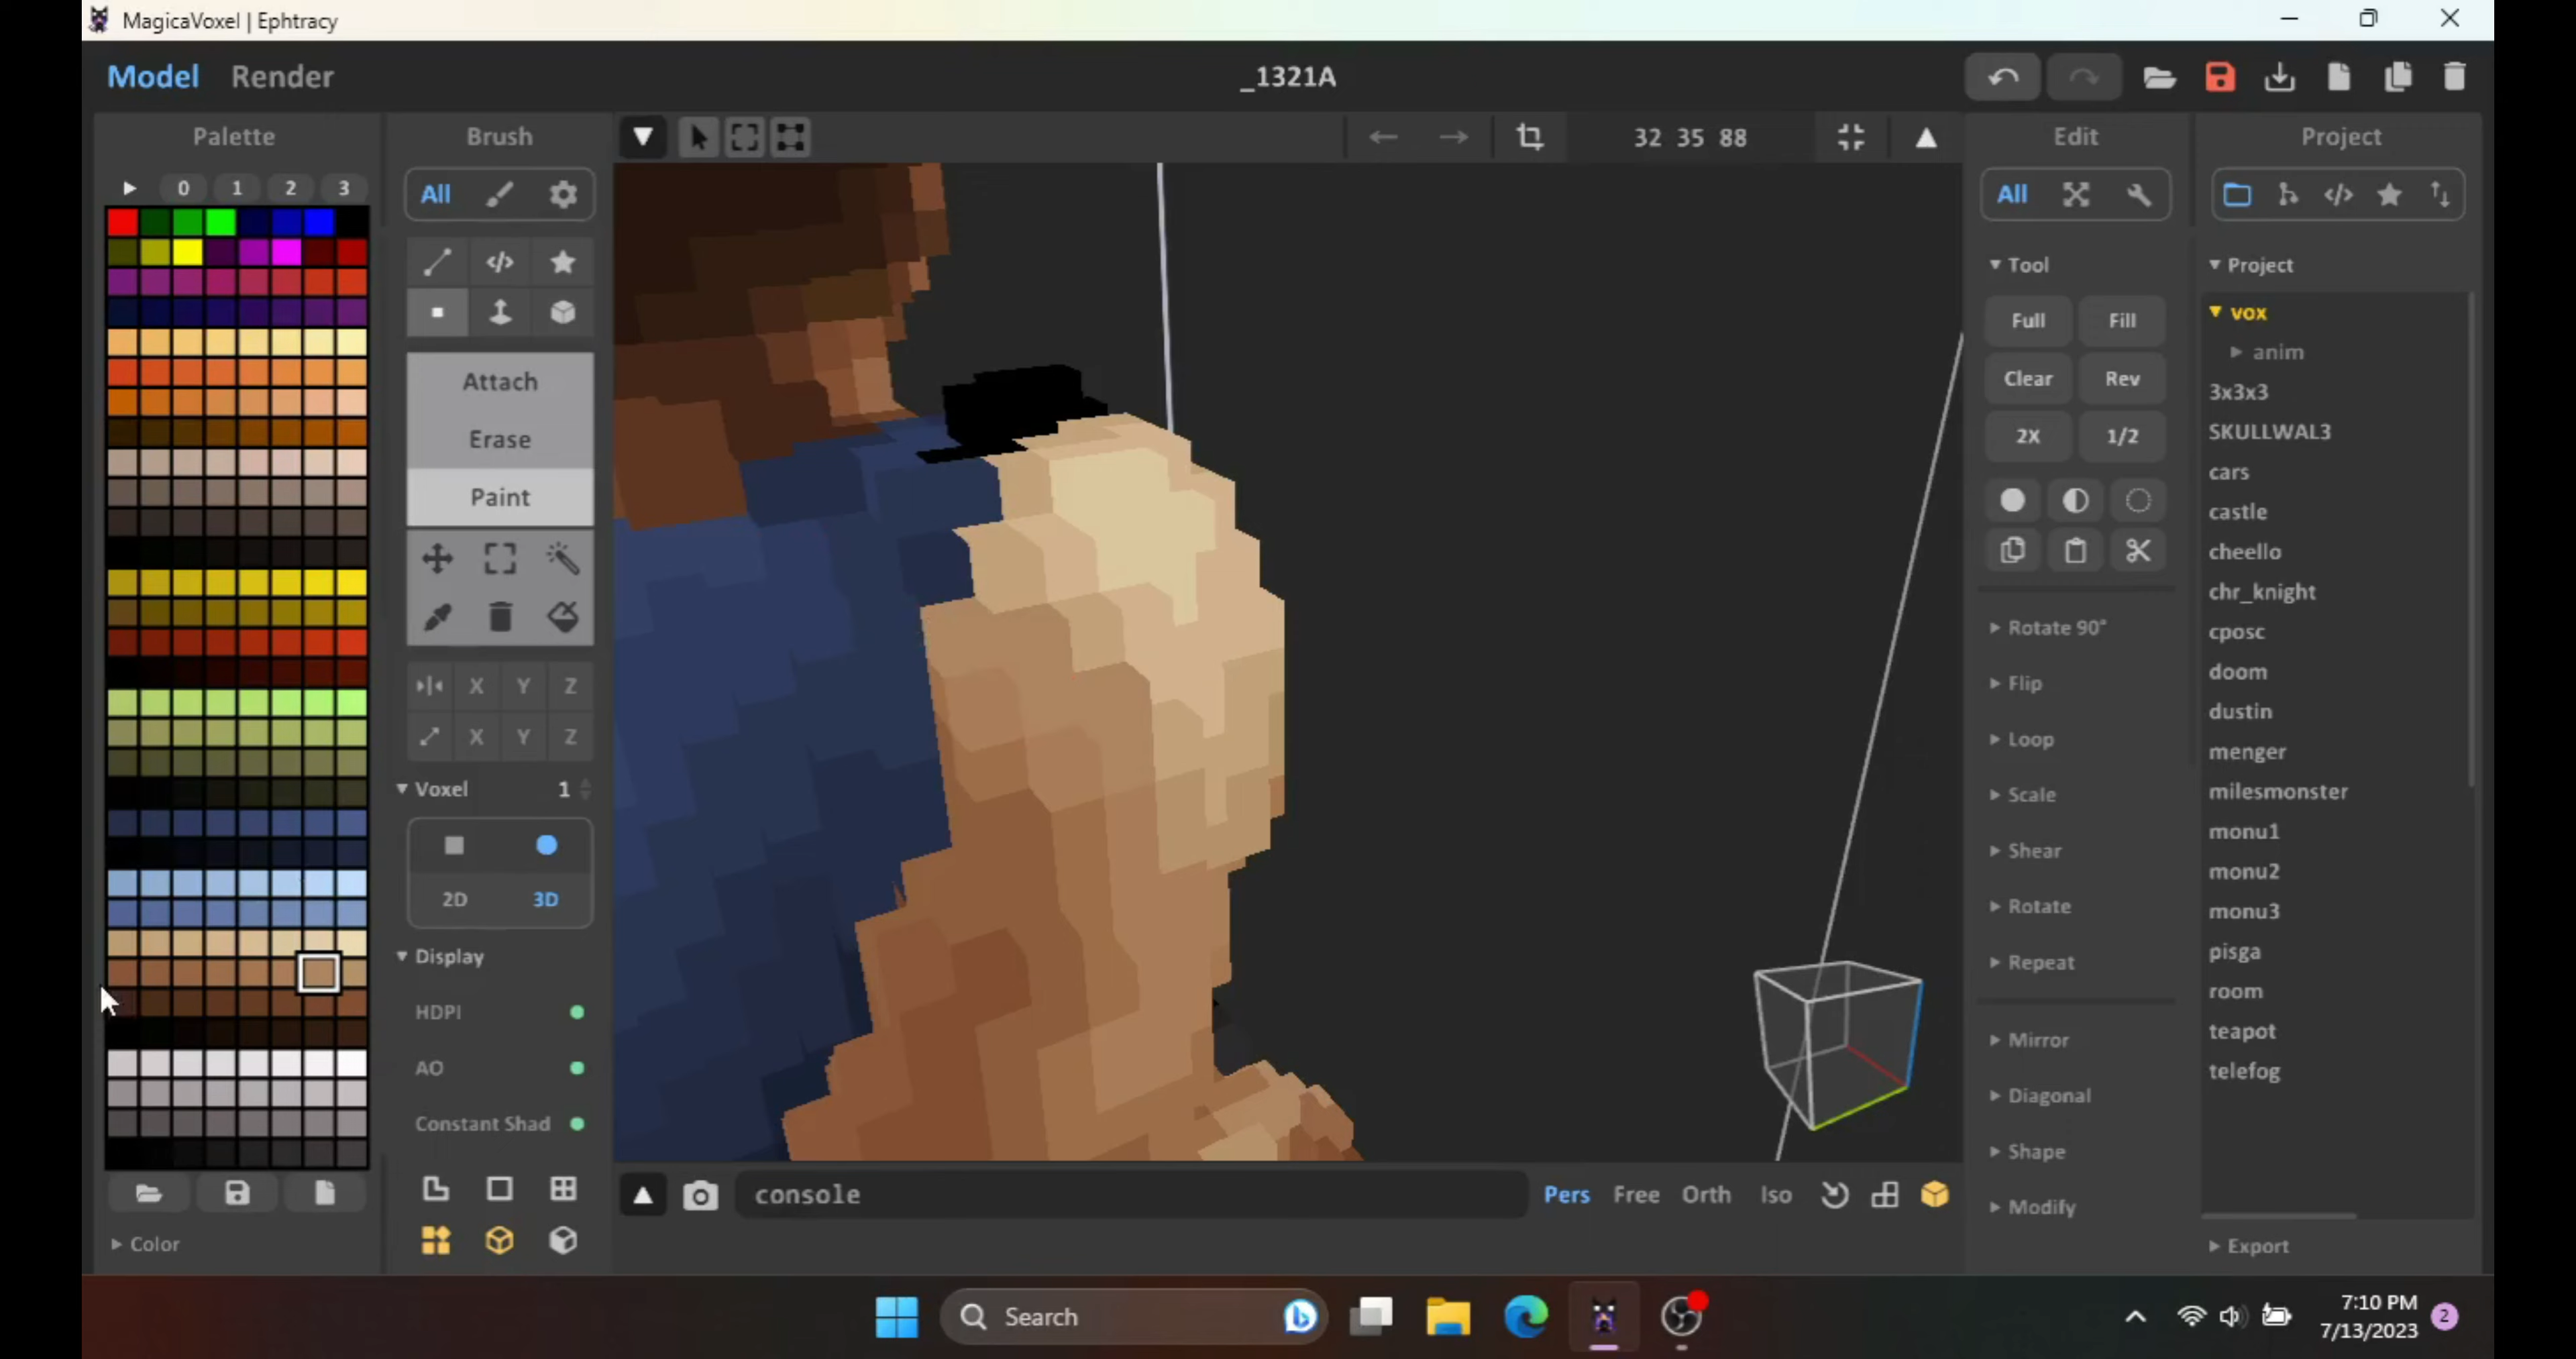 MagicaVoxel | Ephtracy
Model Render
_1321A
Palette
0 1 2 3
Color
Brush
All
Attach
Erase
Paint
X Y Z
X Y Z
Voxel 1
2D 3D
Display
HDPI
AO
Constant Shad
32 35 88
console
Pers Free Orth Iso
Edit
All
Tool
Full Fill
Clear Rev
2X 1/2
Rotate 90°
Flip
Loop
Scale
Shear
Rotate
Repeat
Mirror
Diagonal
Shape
Modify
Project
Project
vox
anim
3x3x3
SKULLWAL3
cars
castle
cheello
chr_knight
cposc
doom
dustin
menger
milesmonster
monu1
monu2
monu3
pisga
room
teapot
telefog
Export
Search
7:10 PM
7/13/2023
2